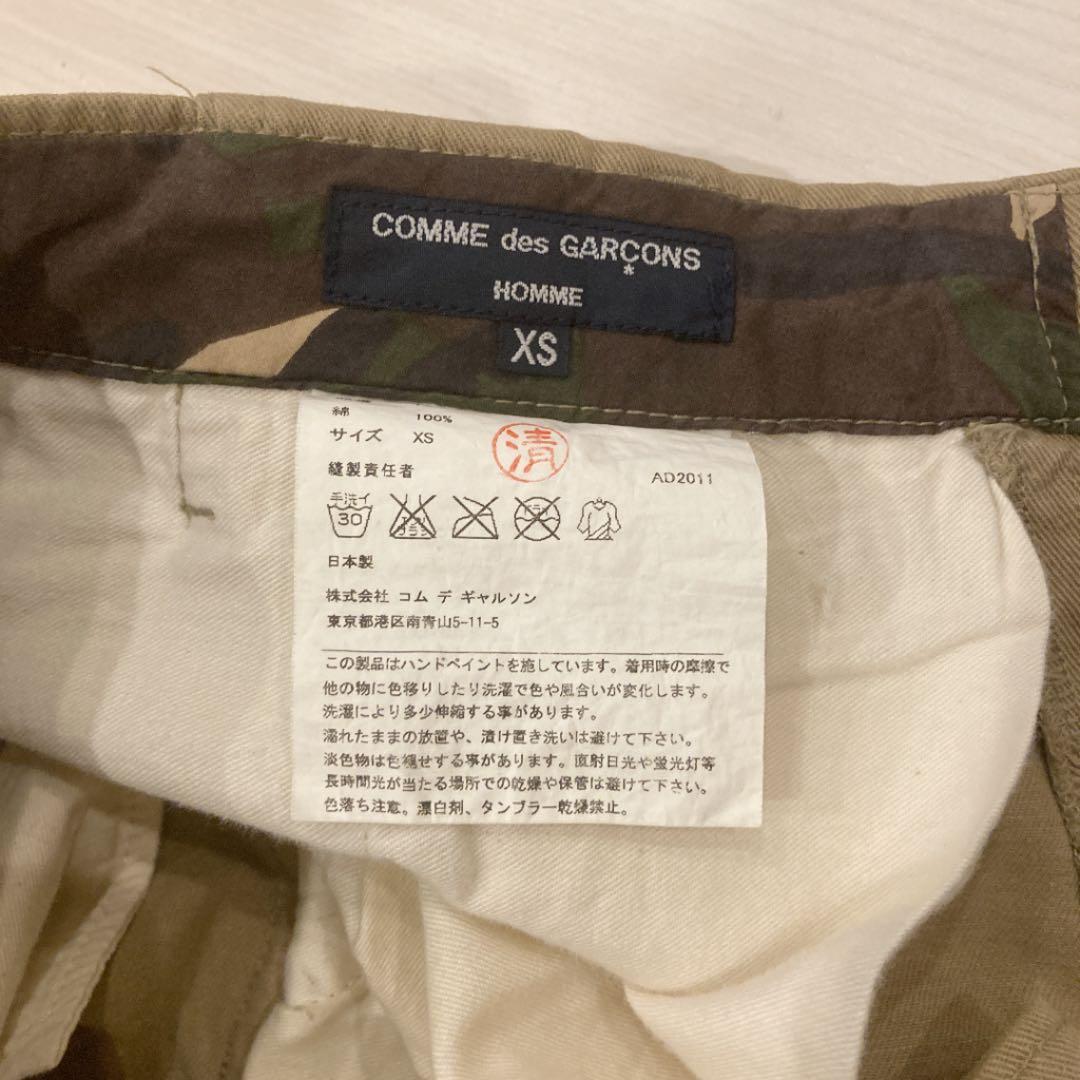 COMME des GARÇONS
*
HOMME
XS
綿 100%
サイズ XS
清
縫製責任者
AD2011
手洗イ
30
日本製
株式会社 コム デ ギャルソン
東京都港区南青山5-11-5
この製品はハンドペイントを施しています。着用時の摩擦で
他の物に色移りしたり洗濯で色や風合いが変化します。
洗濯により多少伸縮する事があります。
濡れたままの放置や、漬け置き洗いは避けて下さい。
淡色物は色褪せする事があります。直射日光や蛍光灯等
長時間光が当たる場所での乾燥や保管は避けて下さい。
色落ち注意。漂白剤、タンブラー乾燥禁止。